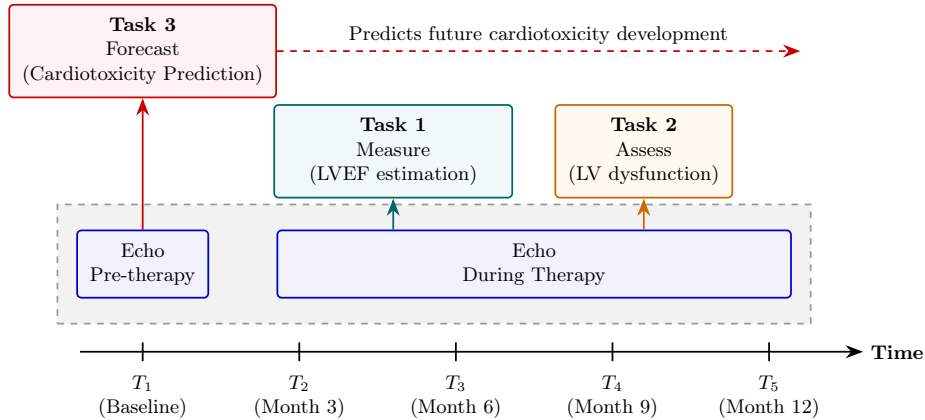 Task 3
Forecast
(Cardiotoxicity Prediction)
Predicts future cardiotoxicity development
Task 1
Measure
(LVEF estimation)
Task 2
Assess
(LV dysfunction)
Echo
Pre-therapy
Echo
During Therapy
Time
T₁
(Baseline)
T₂
(Month 3)
T₃
(Month 6)
T₄
(Month 9)
T₅
(Month 12)